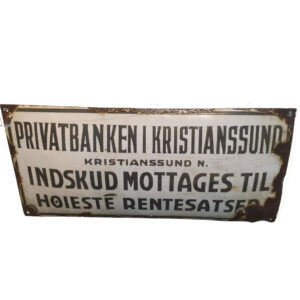 PRIVATBANKEN I KRISTIANSSUND
KRISTIANSSUND N.
INDSKUD MOTTAGES TIL
HØIESTE RENTESATSER